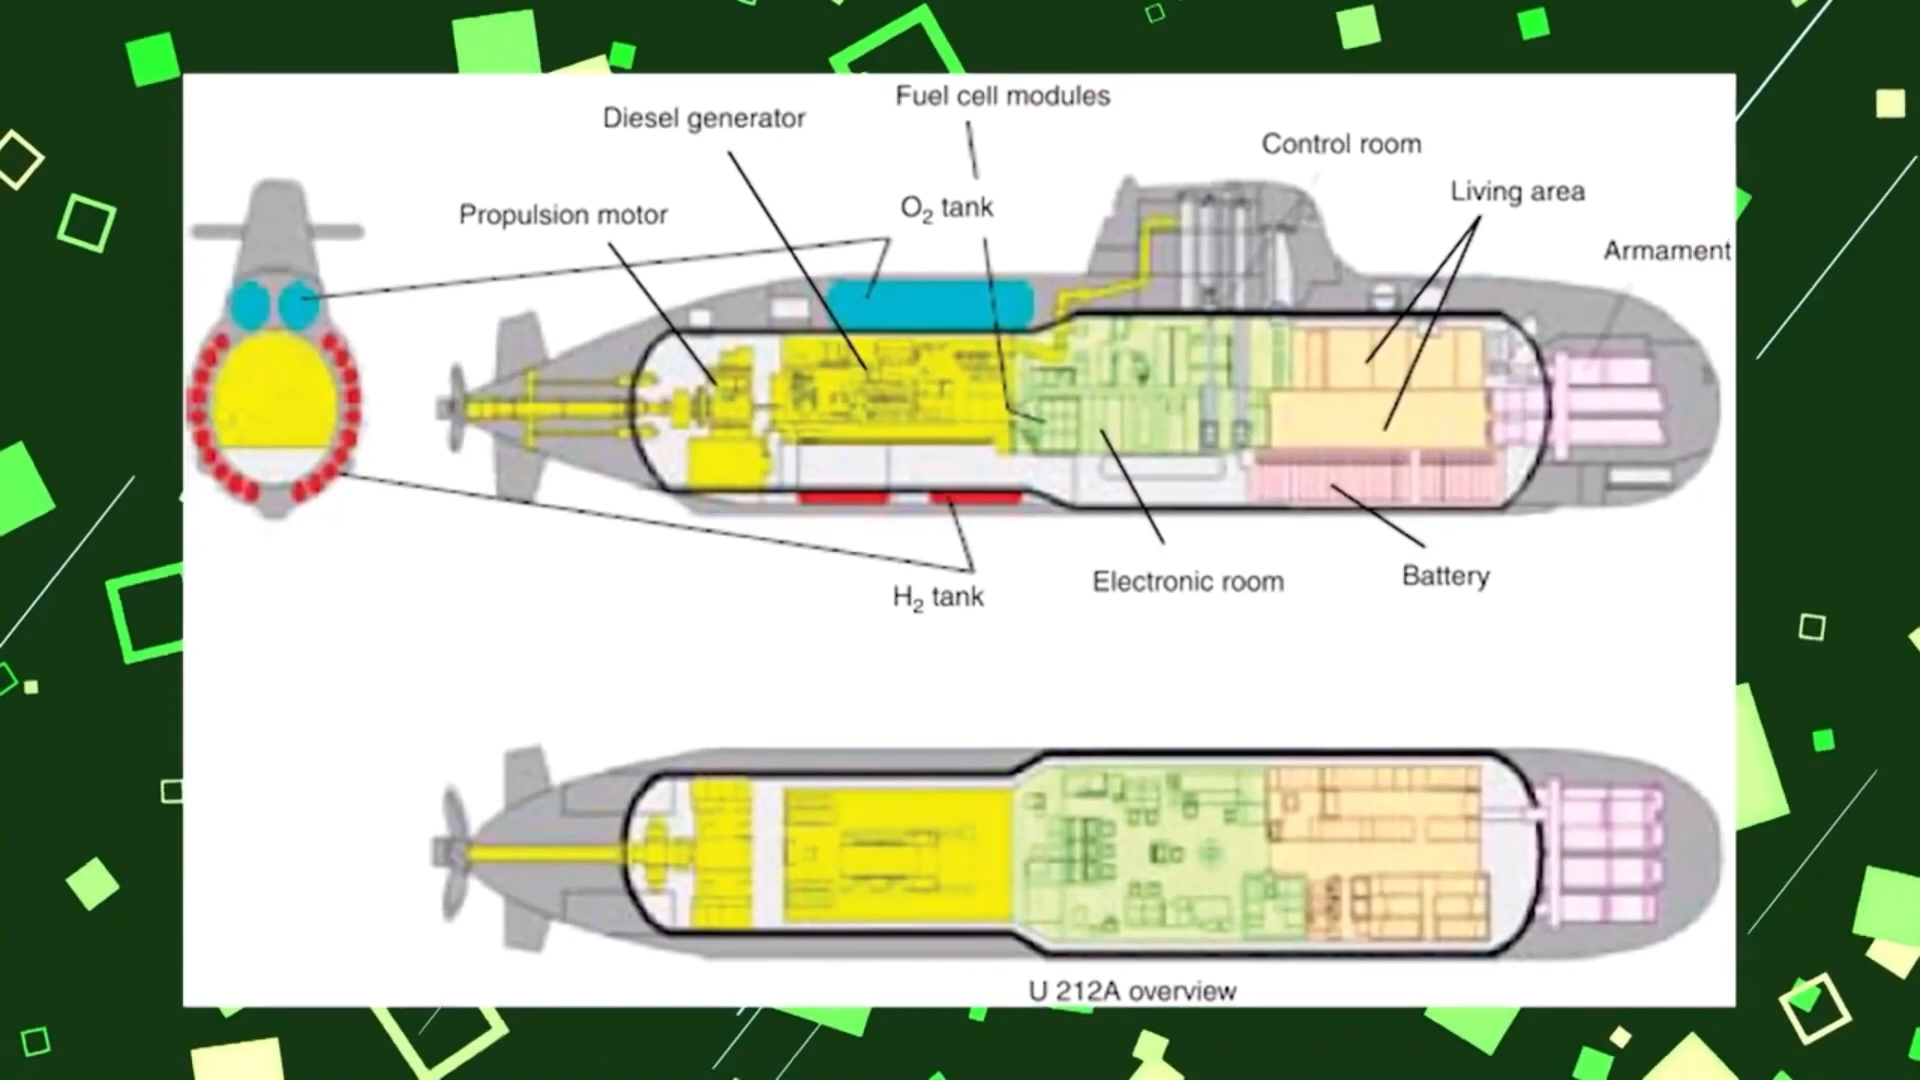 Fuel cell modules
Diesel generator
Control room
Living area
O₂ tank
Propulsion motor
Armament
Battery
Electronic room
H₂ tank
U 212A overview